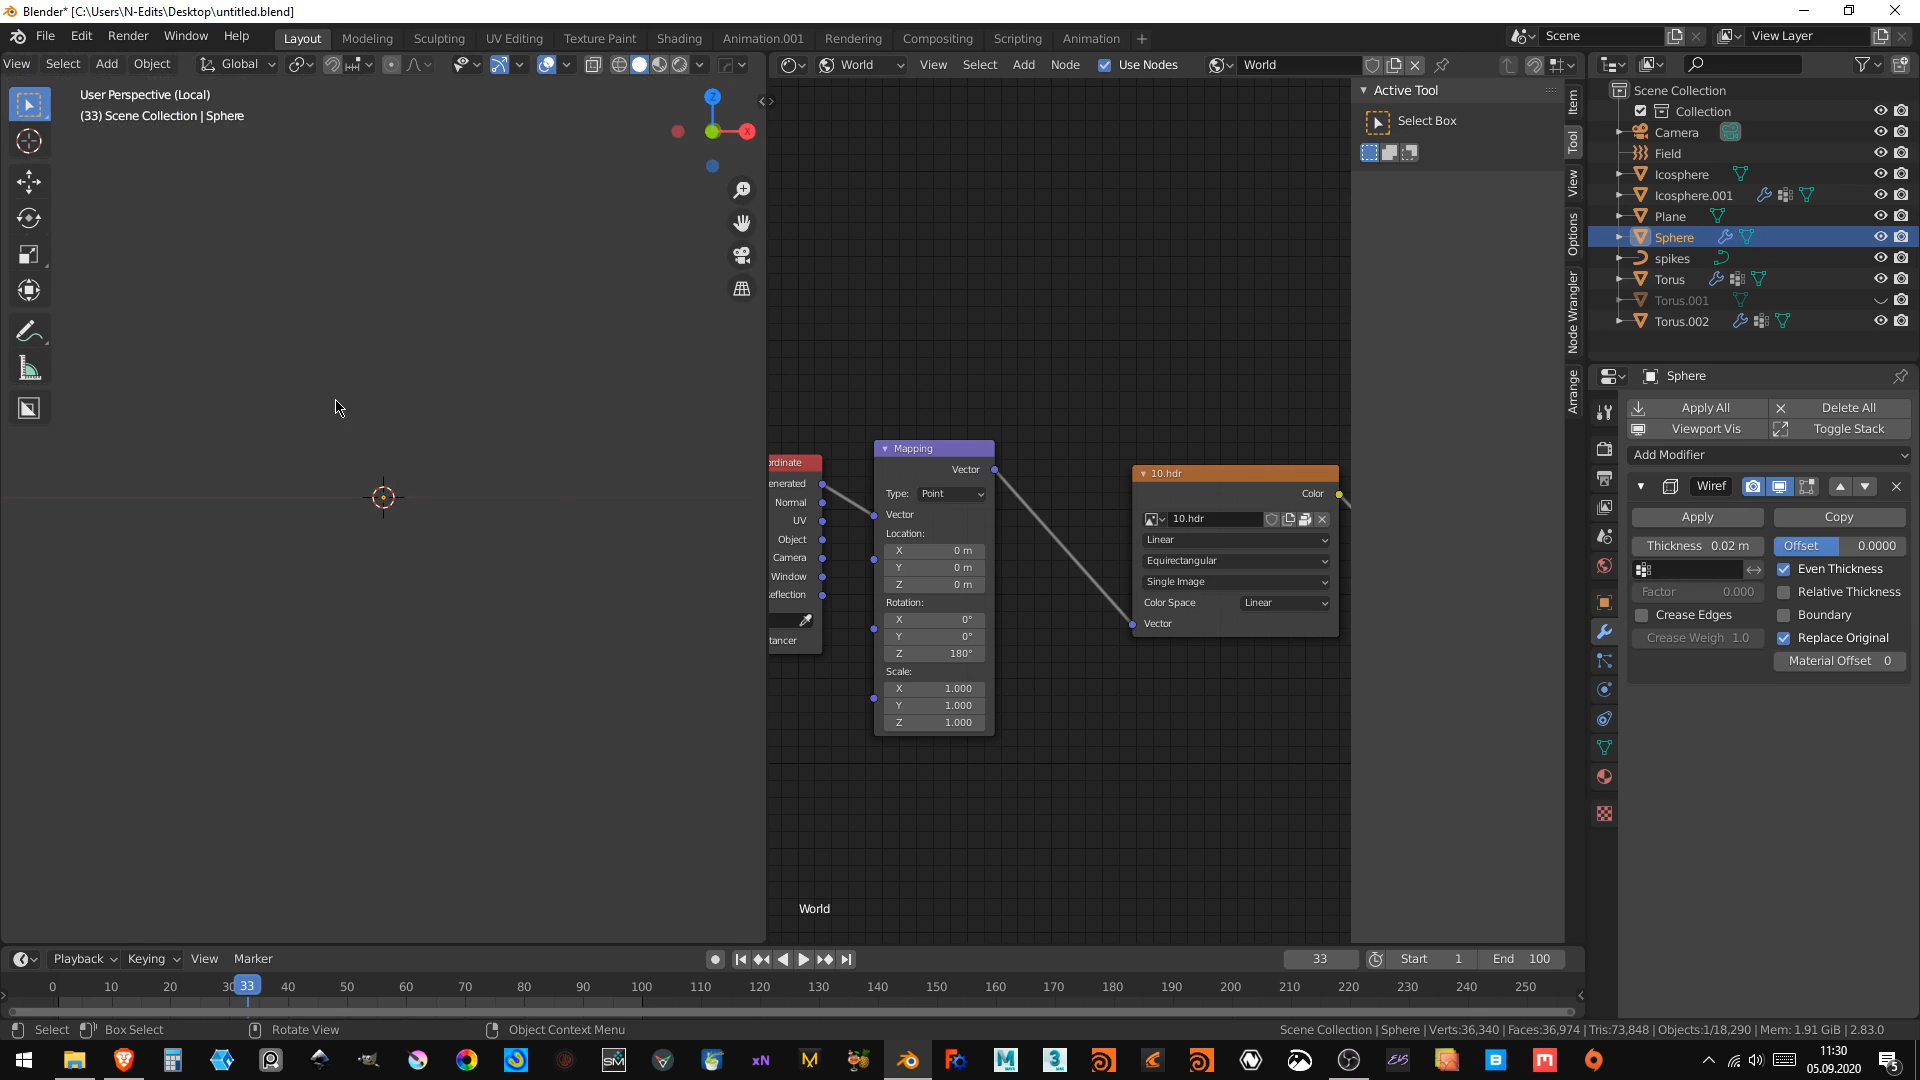 Blender* [C:\Users\N-Edits\Desktop\untitled.blend]
File Edit Render Window Help Layout Modeling Sculpting UV Editing Texture Paint Shading Animation.001 Rendering Compositing Scripting Animation + Scene View Layer
View Select Add Object Global World View Select Add Node Use Nodes World
User Perspective (Local)
(33) Scene Collection | Sphere
Z
X
Active Tool
Select Box
Item
Tool
View
Options
Node Wrangler
Arrange
Scene Collection
Collection
Camera
Field
Icosphere
Icosphere.001
Plane
Sphere
spikes
Torus
Torus.001
Torus.002
ordinate
enerated
Normal
UV
Object
Camera
Window
eflection
tancer
Mapping
Vector
Type: Point
Vector
Location:
X 0 m
Y 0 m
Z 0 m
Rotation:
X 0°
Y 0°
Z 180°
Scale:
X 1.000
Y 1.000
Z 1.000
10.hdr
Color
10.hdr
Linear
Equirectangular
Single Image
Color Space Linear
Vector
World
Sphere
Apply All Delete All
Viewport Vis Toggle Stack
Add Modifier
Wiref
Apply Copy
Thickness 0.02 m Offset 0.0000
Even Thickness
Factor 0.000 Relative Thickness
Crease Edges Boundary
Crease Weigh 1.0 Replace Original
Material Offset 0
Playback Keying View Marker 33 Start 1 End 100
0 10 20 30 33 40 50 60 70 80 90 100 110 120 130 140 150 160 170 180 190 200 210 220 230 240 250
Select Box Select Rotate View Object Context Menu Scene Collection | Sphere | Verts:36,340 | Faces:36,974 | Tris:73,848 | Objects:1/18,290 | Mem: 1.91 GiB | 2.83.0
SM xN M 3 B M
11:30
05.09.2020
5